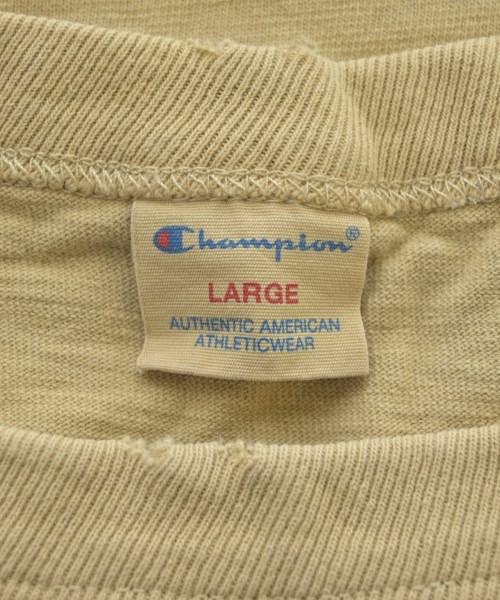 Champion®
LARGE
AUTHENTIC AMERICAN
ATHLETICWEAR